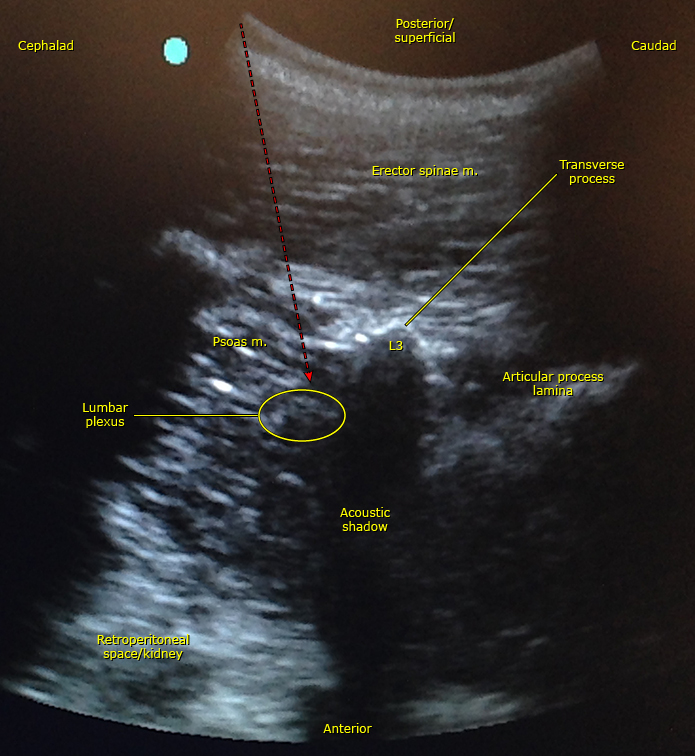 Posterior/
superficial
Cephalad
Caudad
Erector spinae m.
Transverse
process
Psoas m.
L3
Articular process
lamina
Lumbar
plexus
Acoustic
shadow
Retroperitoneal
space/kidney
Anterior